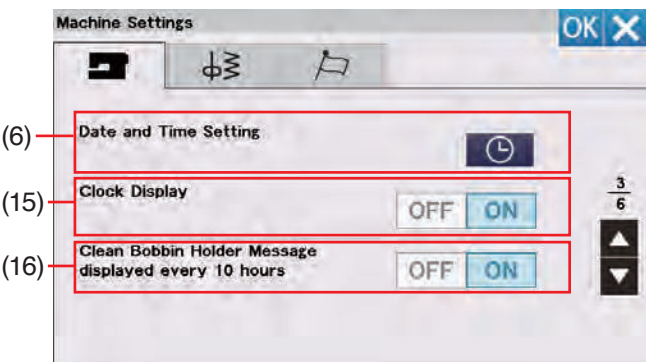 Machine Settings
OK
(6)
Date and Time Setting
(15)
Clock Display
OFF ON
3
6
(16)
Clean Bobbin Holder Message
displayed every 10 hours
OFF ON